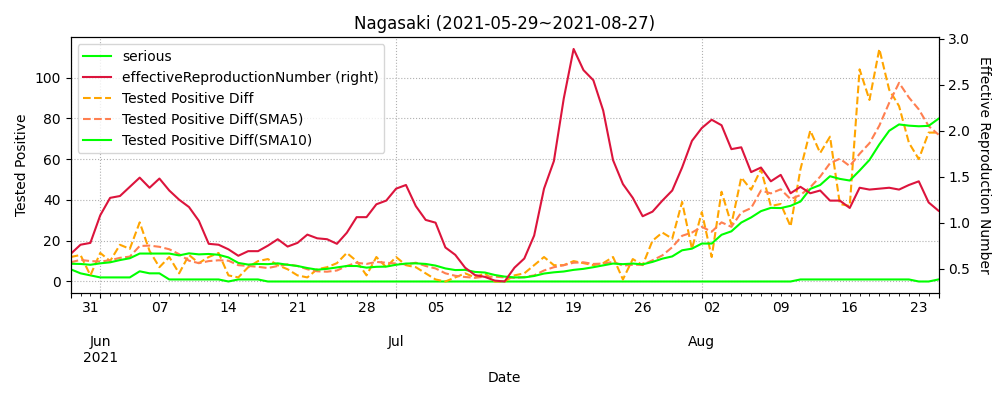 Nagasaki (2021-05-29~2021-08-27)
serious
effectiveReproductionNumber (right)
Tested Positive Diff
Tested Positive Diff(SMA5)
Tested Positive Diff(SMA10)
Tested Positive
100
80
60
40
20
0
3.0
2.5
2.0
1.5
1.0
0.5
Effective Reproduction Number
31 07 14 21 28 05 12 19 26 02 09 16 23
Jun Jul Aug
2021
Date